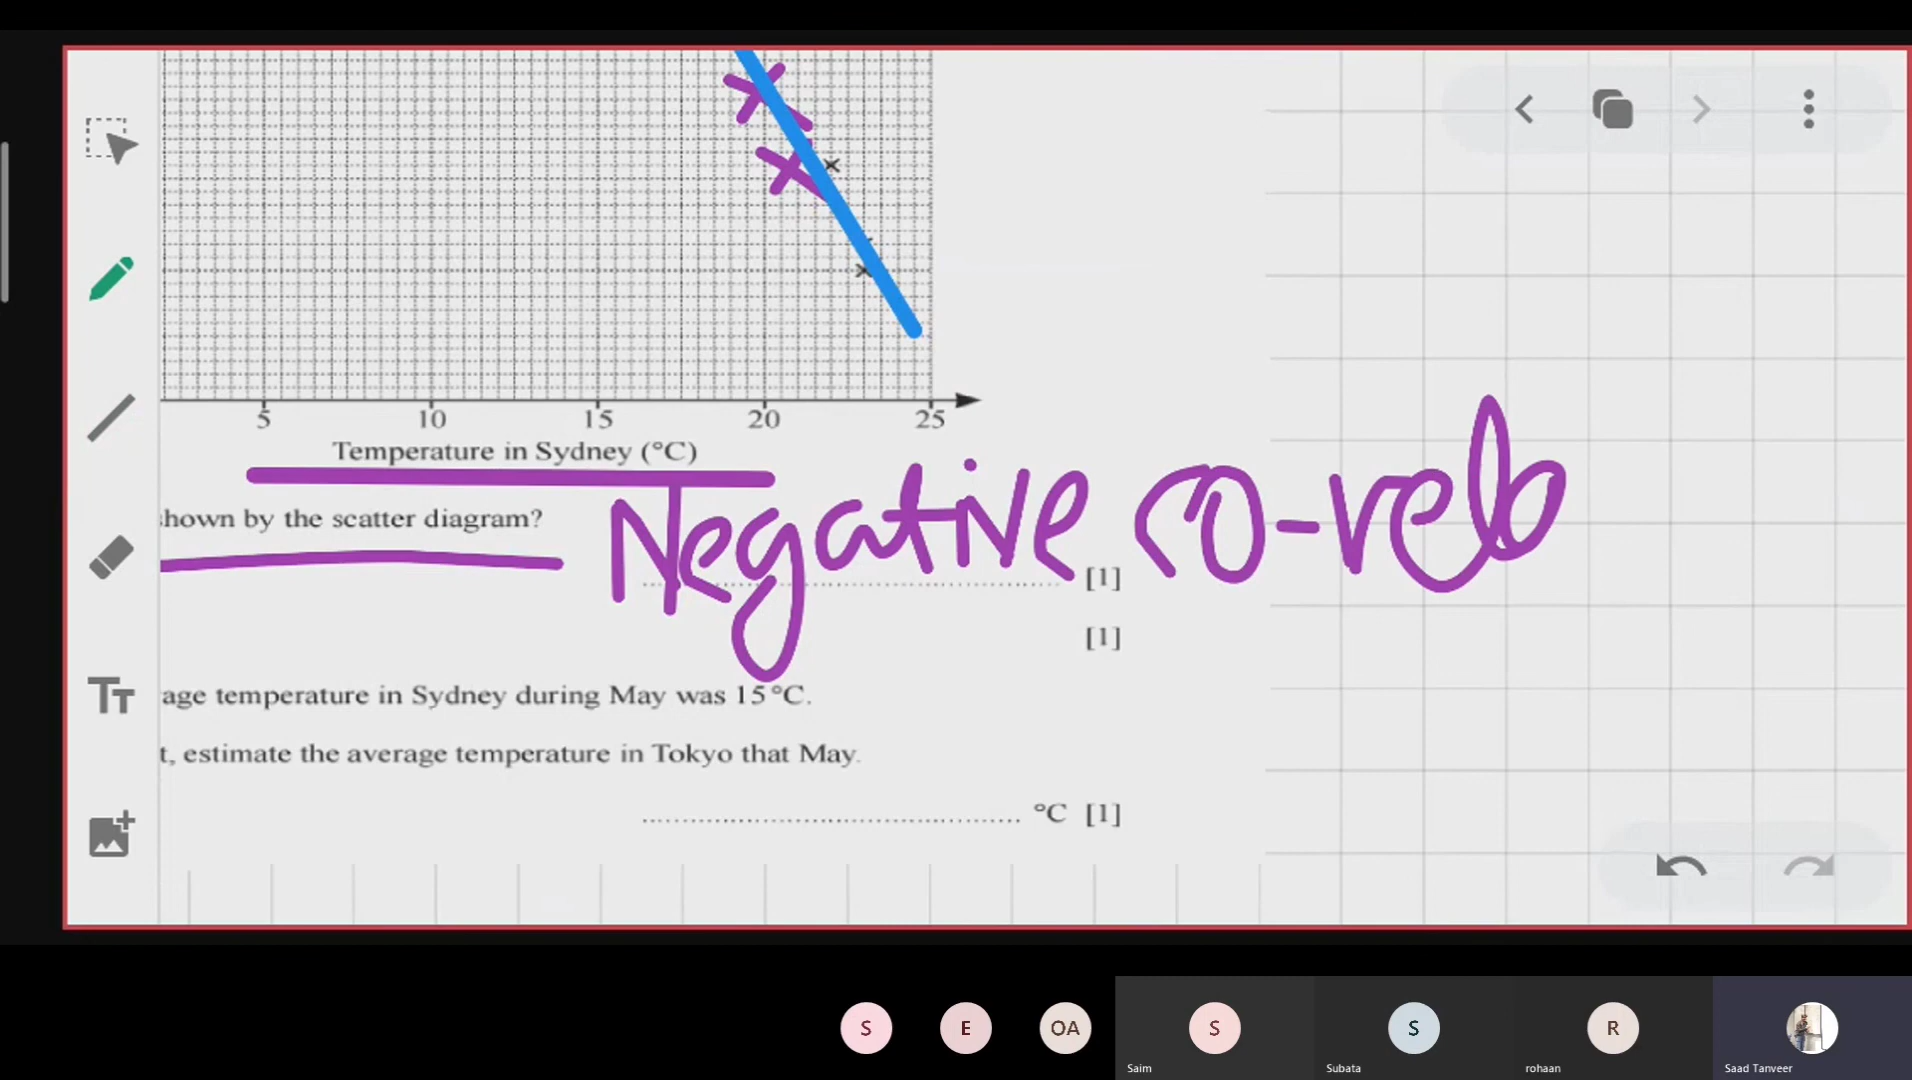 5 10 15 20 25
Temperature in Sydney (°C)
shown by the scatter diagram?
Negative co-rela
[1]
[1]
age temperature in Sydney during May was 15 °C.
t, estimate the average temperature in Tokyo that May.
°C [1]
TT
S E OA S S R
Saim Subata rohaan Saad Tanveer